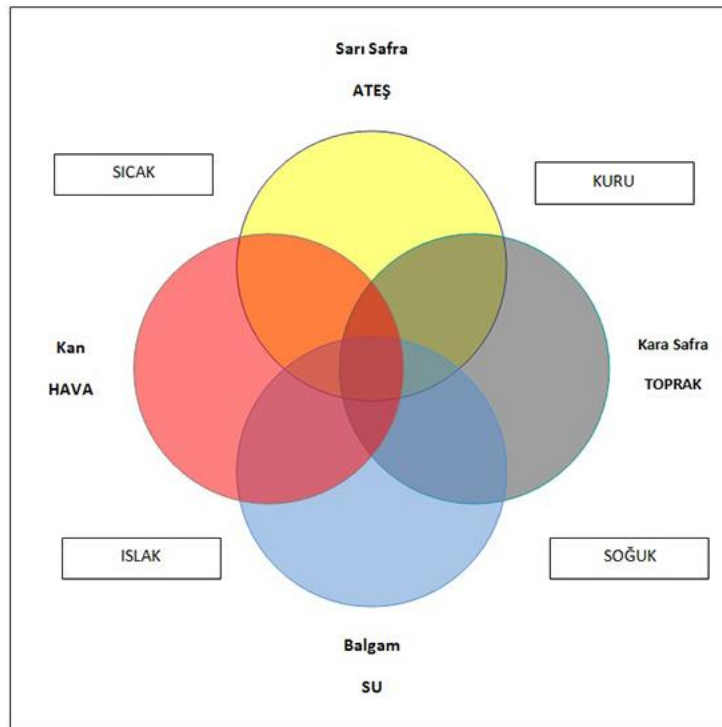 Sarı Safra
ATEŞ
SICAK
KURU
Kan
HAVA
Kara Safra
TOPRAK
ISLAK
SOĞUK
Balgam
SU